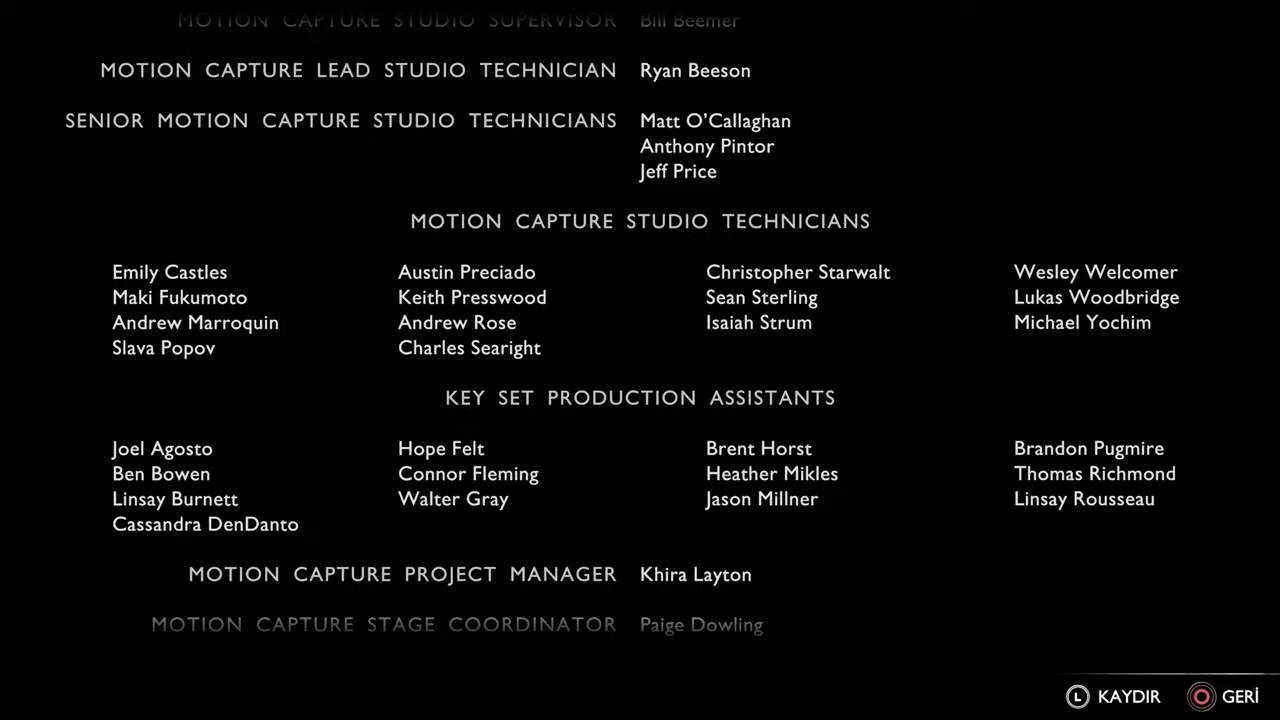 MOTION CAPTURE STUDIO SUPERVISOR Bill Beemer
MOTION CAPTURE LEAD STUDIO TECHNICIAN Ryan Beeson
SENIOR MOTION CAPTURE STUDIO TECHNICIANS Matt O’Callaghan
Anthony Pintor
Jeff Price
MOTION CAPTURE STUDIO TECHNICIANS
Emily Castles Austin Preciado Christopher Starwalt Wesley Welcomer
Maki Fukumoto Keith Presswood Sean Sterling Lukas Woodbridge
Andrew Marroquin Andrew Rose Isaiah Strum Michael Yochim
Slava Popov Charles Searight
KEY SET PRODUCTION ASSISTANTS
Joel Agosto Hope Felt Brent Horst Brandon Pugmire
Ben Bowen Connor Fleming Heather Mikles Thomas Richmond
Linsay Burnett Walter Gray Jason Millner Linsay Rousseau
Cassandra DenDanto
MOTION CAPTURE PROJECT MANAGER Khira Layton
MOTION CAPTURE STAGE COORDINATOR Paige Dowling
L KAYDIR GERİ